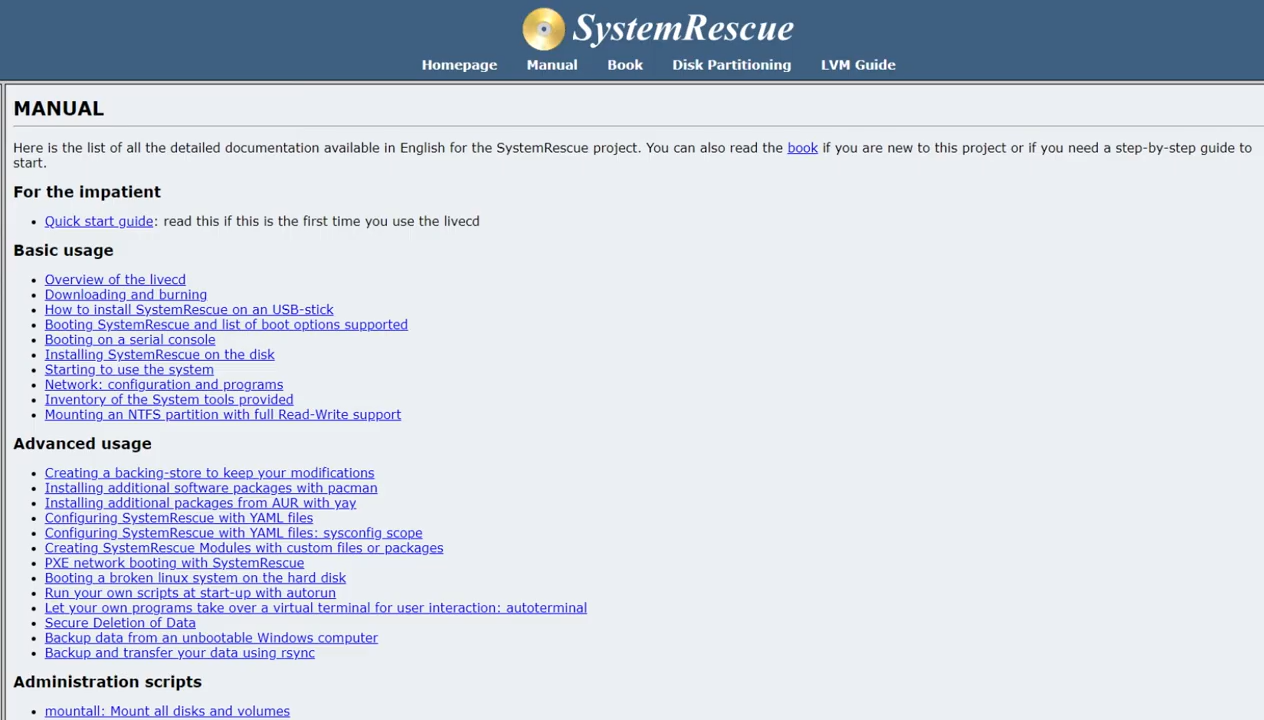 SystemRescue
Homepage Manual Book Disk Partitioning LVM Guide
MANUAL
Here is the list of all the detailed documentation available in English for the SystemRescue project. You can also read the book if you are new to this project or if you need a step-by-step guide to
start.
For the impatient
Quick start guide: read this if this is the first time you use the livecd
Basic usage
Overview of the livecd
Downloading and burning
How to install SystemRescue on an USB-stick
Booting SystemRescue and list of boot options supported
Booting on a serial console
Installing SystemRescue on the disk
Starting to use the system
Network: configuration and programs
Inventory of the System tools provided
Mounting an NTFS partition with full Read-Write support
Advanced usage
Creating a backing-store to keep your modifications
Installing additional software packages with pacman
Installing additional packages from AUR with yay
Configuring SystemRescue with YAML files
Configuring SystemRescue with YAML files: sysconfig scope
Creating SystemRescue Modules with custom files or packages
PXE network booting with SystemRescue
Booting a broken linux system on the hard disk
Run your own scripts at start-up with autorun
Let your own programs take over a virtual terminal for user interaction: autoterminal
Secure Deletion of Data
Backup data from an unbootable Windows computer
Backup and transfer your data using rsync
Administration scripts
mountall: Mount all disks and volumes